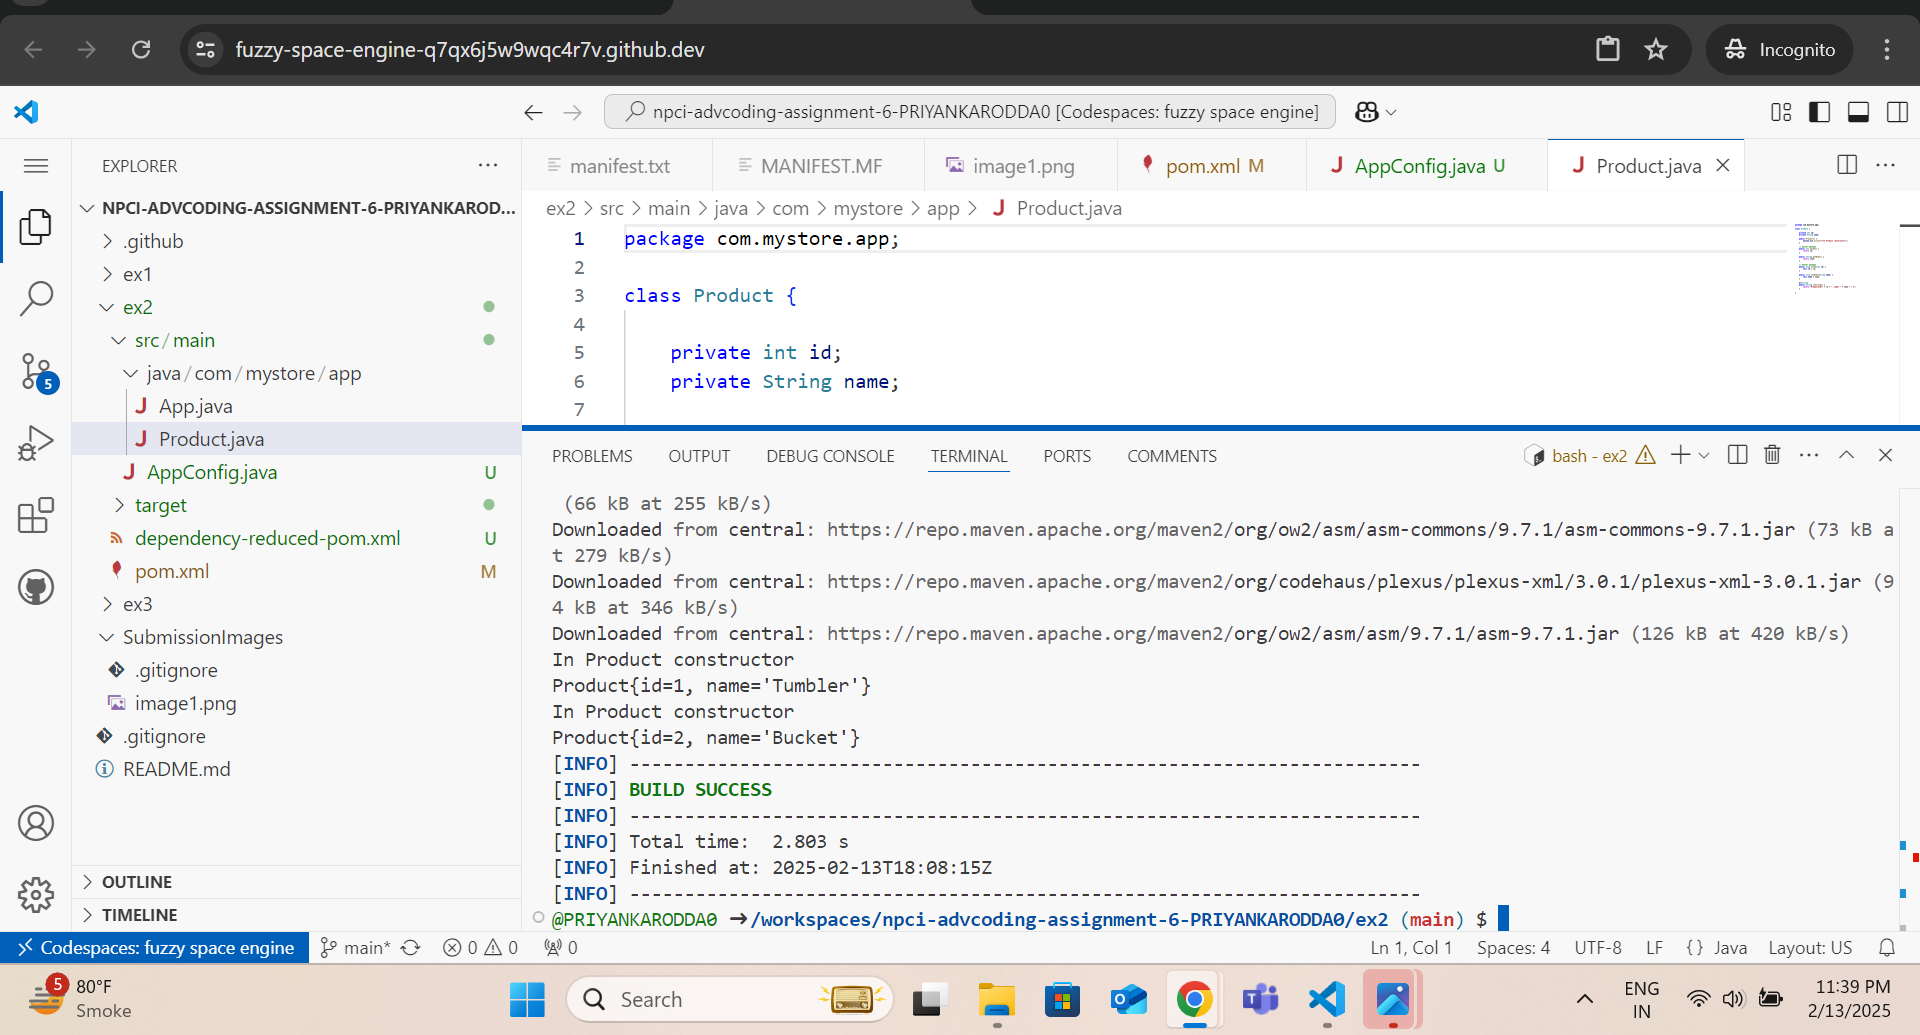 fuzzy-space-engine-q7qx6j5w9wqc4r7v.github.dev
Incognito
npci-advcoding-assignment-6-PRIYANKARODDA0 [Codespaces: fuzzy space engine]
EXPLORER
NPCI-ADVCODING-ASSIGNMENT-6-PRIYANKAROD...
.github
ex1
ex2
src/main
java/com/mystore/app
App.java
Product.java
AppConfig.java U
target
dependency-reduced-pom.xml U
pom.xml M
ex3
SubmissionImages
.gitignore
image1.png
.gitignore
README.md
OUTLINE
TIMELINE
5
manifest.txt
MANIFEST.MF
image1.png
pom.xml M
AppConfig.java U
Product.java
ex2 > src > main > java > com > mystore > app > Product.java
1 package com.mystore.app;
2
3 class Product {
4
5 private int id;
6 private String name;
7
PROBLEMS OUTPUT DEBUG CONSOLE TERMINAL PORTS COMMENTS
bash - ex2
(66 kB at 255 kB/s)
Downloaded from central: https://repo.maven.apache.org/maven2/org/ow2/asm/asm-commons/9.7.1/asm-commons-9.7.1.jar (73 kB a
t 279 kB/s)
Downloaded from central: https://repo.maven.apache.org/maven2/org/codehaus/plexus/plexus-xml/3.0.1/plexus-xml-3.0.1.jar (9
4 kB at 346 kB/s)
Downloaded from central: https://repo.maven.apache.org/maven2/org/ow2/asm/asm/9.7.1/asm-9.7.1.jar (126 kB at 420 kB/s)
In Product constructor
Product{id=1, name='Tumbler'}
In Product constructor
Product{id=2, name='Bucket'}
[INFO] ------------------------------------------------------------------------
[INFO] BUILD SUCCESS
[INFO] ------------------------------------------------------------------------
[INFO] Total time:  2.803 s
[INFO] Finished at: 2025-02-13T18:08:15Z
[INFO] ------------------------------------------------------------------------
@PRIYANKARODDA0 ➜ /workspaces/npci-advcoding-assignment-6-PRIYANKARODDA0/ex2 (main) $
Codespaces: fuzzy space engine main* 0 0 0 Ln 1, Col 1 Spaces: 4 UTF-8 LF {} Java Layout: US
5
80°F
Smoke
Search
ENG
IN
11:39 PM
2/13/2025